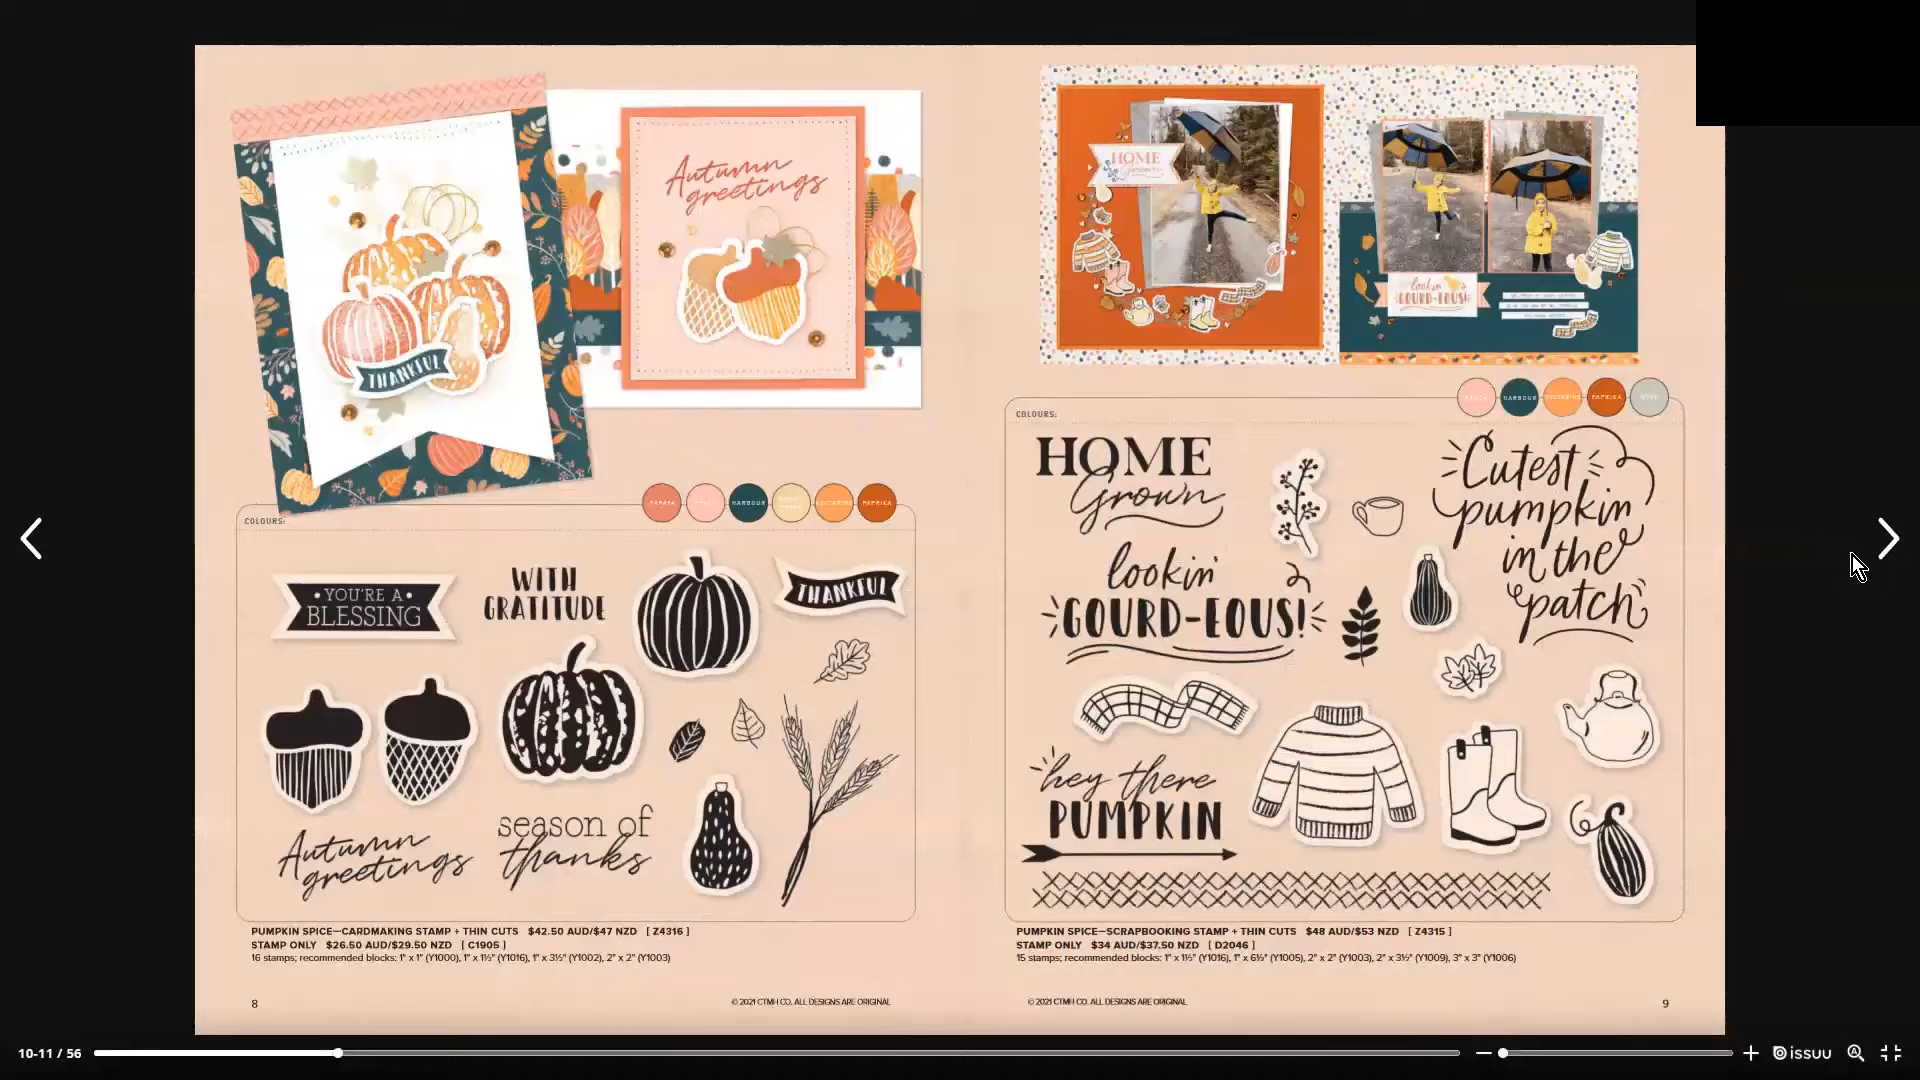 THANKFUL
Autumn
greetings
HOME
Grown
lookin'
GOURD-EOUS!
COLOURS:
PAPAYA
HARBOUR
NECTARINE
PAPRIKA
YOU'RE A
BLESSING
WITH
GRATITUDE
THANKFUL
Autumn
greetings
season of
thanks
PUMPKIN SPICE—CARDMAKING STAMP + THIN CUTS $42.50 AUD/$47 NZD [ Z4316 ]
STAMP ONLY $26.50 AUD/$29.50 NZD [ C1905 ]
16 stamps; recommended blocks: 1" x 1" (Y1000), 1" x 1½" (Y1016), 1" x 3½" (Y1002), 2" x 2" (Y1003)
8
© 2021 CTMH CO. ALL DESIGNS ARE ORIGINAL
COLOURS:
HARBOUR
NECTARINE
PAPRIKA
HOME
Grown
Cutest
pumpkin
in the
patch
lookin'
GOURD-EOUS!
hey there
PUMPKIN
PUMPKIN SPICE—SCRAPBOOKING STAMP + THIN CUTS $48 AUD/$53 NZD [ Z4315 ]
STAMP ONLY $34 AUD/$37.50 NZD [ D2046 ]
15 stamps; recommended blocks: 1" x 1½" (Y1016), 1" x 6½" (Y1005), 2" x 2" (Y1003), 2" x 3½" (Y1009), 3" x 3" (Y1006)
© 2021 CTMH CO. ALL DESIGNS ARE ORIGINAL
9
10-11 / 56
issuu